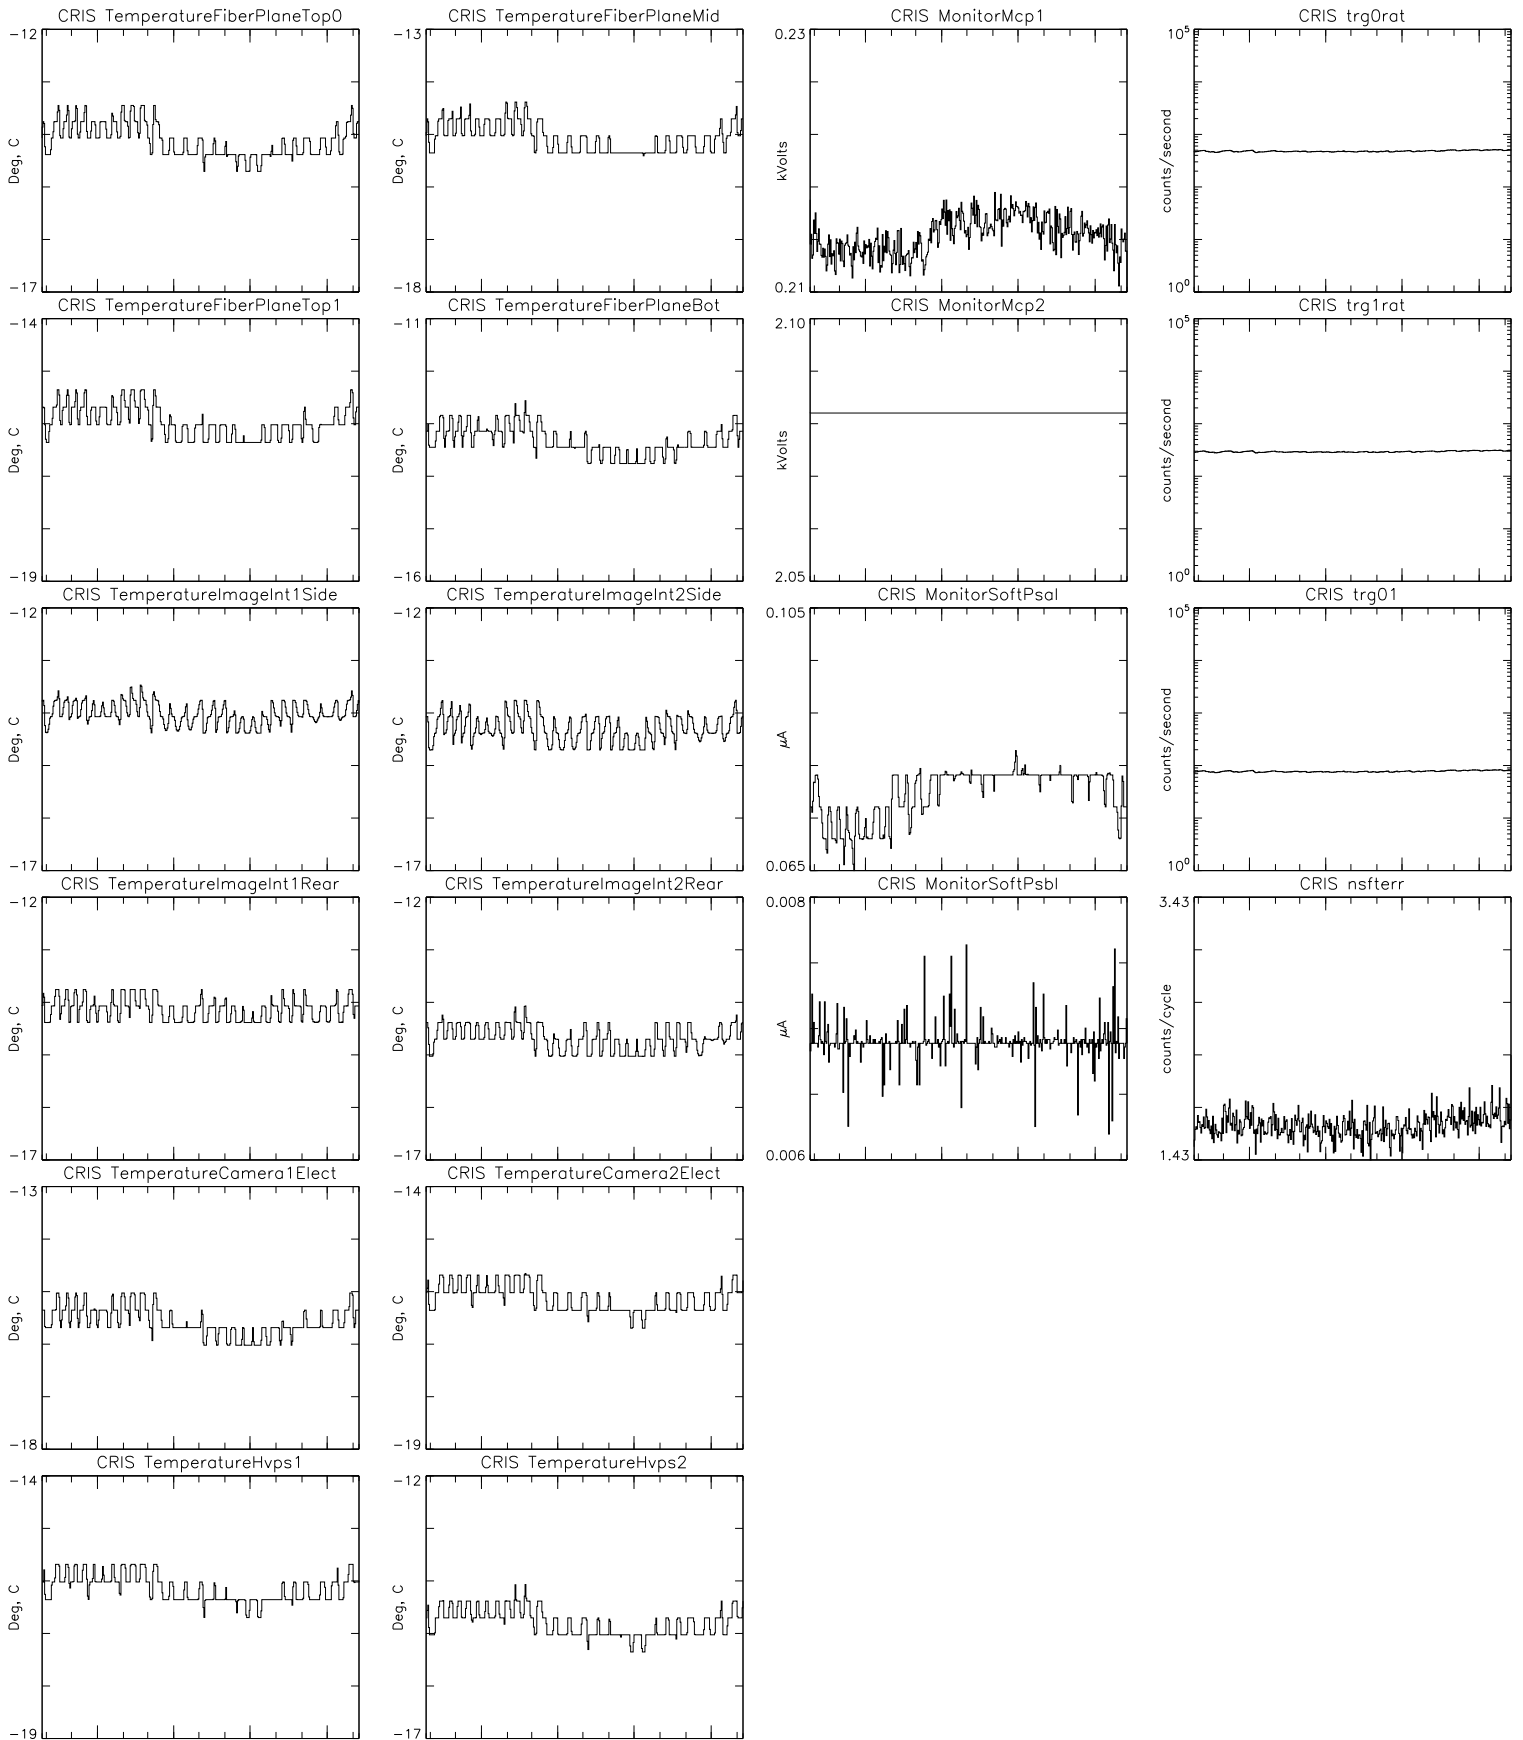 CRIS TemperatureFiberPlaneTop0
-12
Deg, C
-17
CRIS TemperatureFiberPlaneMid
-13
Deg, C
-18
CRIS MonitorMcp1
0.23
kVolts
0.21
CRIS trg0rat
10^5
counts/second
10^0
CRIS TemperatureFiberPlaneTop1
-14
Deg, C
-19
CRIS TemperatureFiberPlaneBot
-11
Deg, C
-16
CRIS MonitorMcp2
2.10
kVolts
2.05
CRIS trg1rat
10^5
counts/second
10^0
CRIS TemperatureImageInt1Side
-12
Deg, C
-17
CRIS TemperatureImageInt2Side
-12
Deg, C
-17
CRIS MonitorSoftPsaI
0.105
μA
0.065
CRIS trg01
10^5
counts/second
10^0
CRIS TemperatureImageInt1Rear
-12
Deg, C
-17
CRIS TemperatureImageInt2Rear
-12
Deg, C
-17
CRIS MonitorSoftPsbI
0.008
μA
0.006
CRIS nsfterr
3.43
counts/cycle
1.43
CRIS TemperatureCamera1Elect
-13
Deg, C
-18
CRIS TemperatureCamera2Elect
-14
Deg, C
-19
CRIS TemperatureHvps1
-14
Deg, C
-19
CRIS TemperatureHvps2
-12
Deg, C
-17